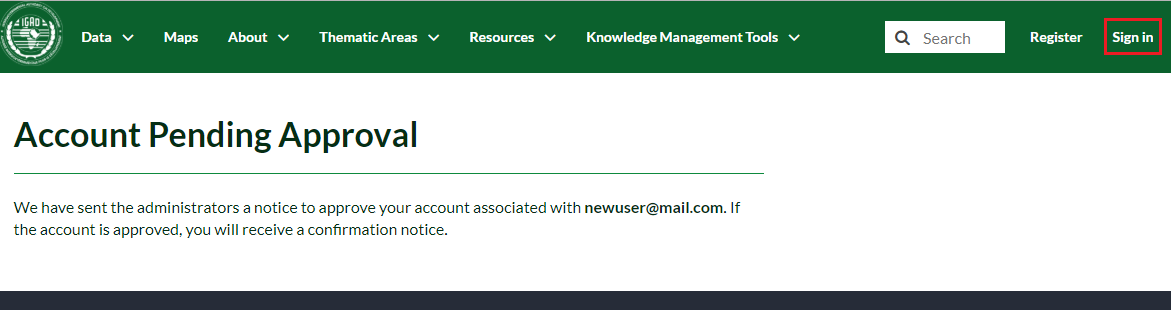 IGAD
Data Maps About Thematic Areas Resources Knowledge Management Tools Search Register Sign in
Account Pending Approval
We have sent the administrators a notice to approve your account associated with newuser@mail.com. If
the account is approved, you will receive a confirmation notice.